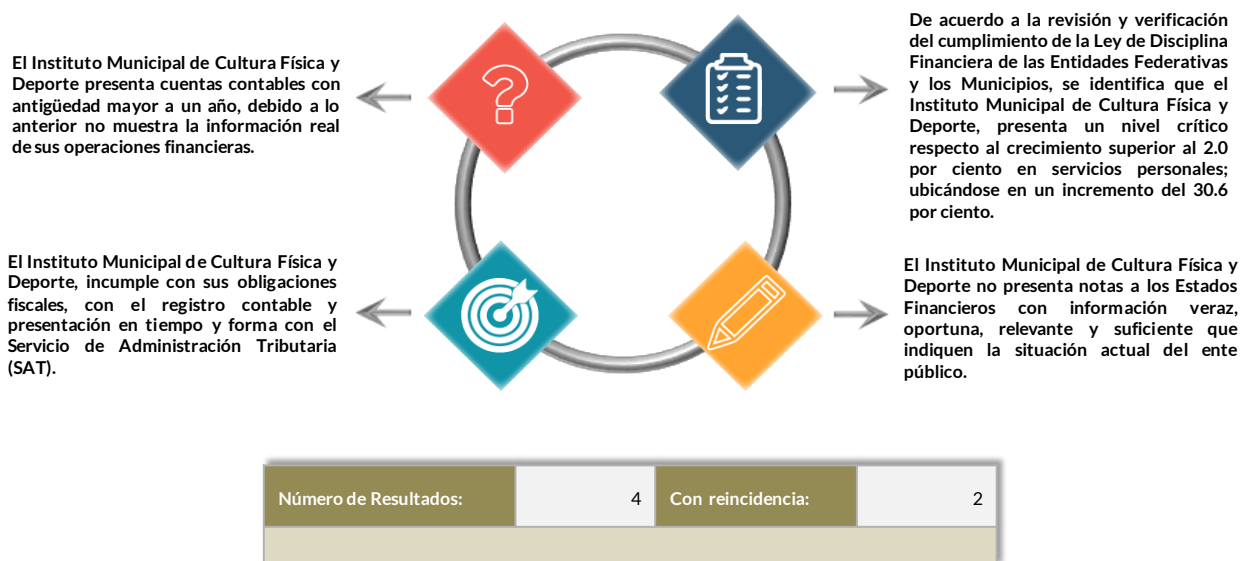 El Instituto Municipal de Cultura Física y
Deporte presenta cuentas contables con
antigüedad mayor a un año, debido a lo
anterior no muestra la información real
de sus operaciones financieras.
De acuerdo a la revisión y verificación
del cumplimiento de la Ley de Disciplina
Financiera de las Entidades Federativas
y los Municipios, se identifica que el
Instituto Municipal de Cultura Física y
Deporte, presenta un nivel crítico
respecto al crecimiento superior al 2.0
por ciento en servicios personales;
ubicándose en un incremento del 30.6
por ciento.
El Instituto Municipal de Cultura Física y
Deporte, incumple con sus obligaciones
fiscales, con el registro contable y
presentación en tiempo y forma con el
Servicio de Administración Tributaria
(SAT).
El Instituto Municipal de Cultura Física y
Deporte no presenta notas a los Estados
Financieros con información veraz,
oportuna, relevante y suficiente que
indiquen la situación actual del ente
público.
Número de Resultados: 4 Con reincidencia: 2